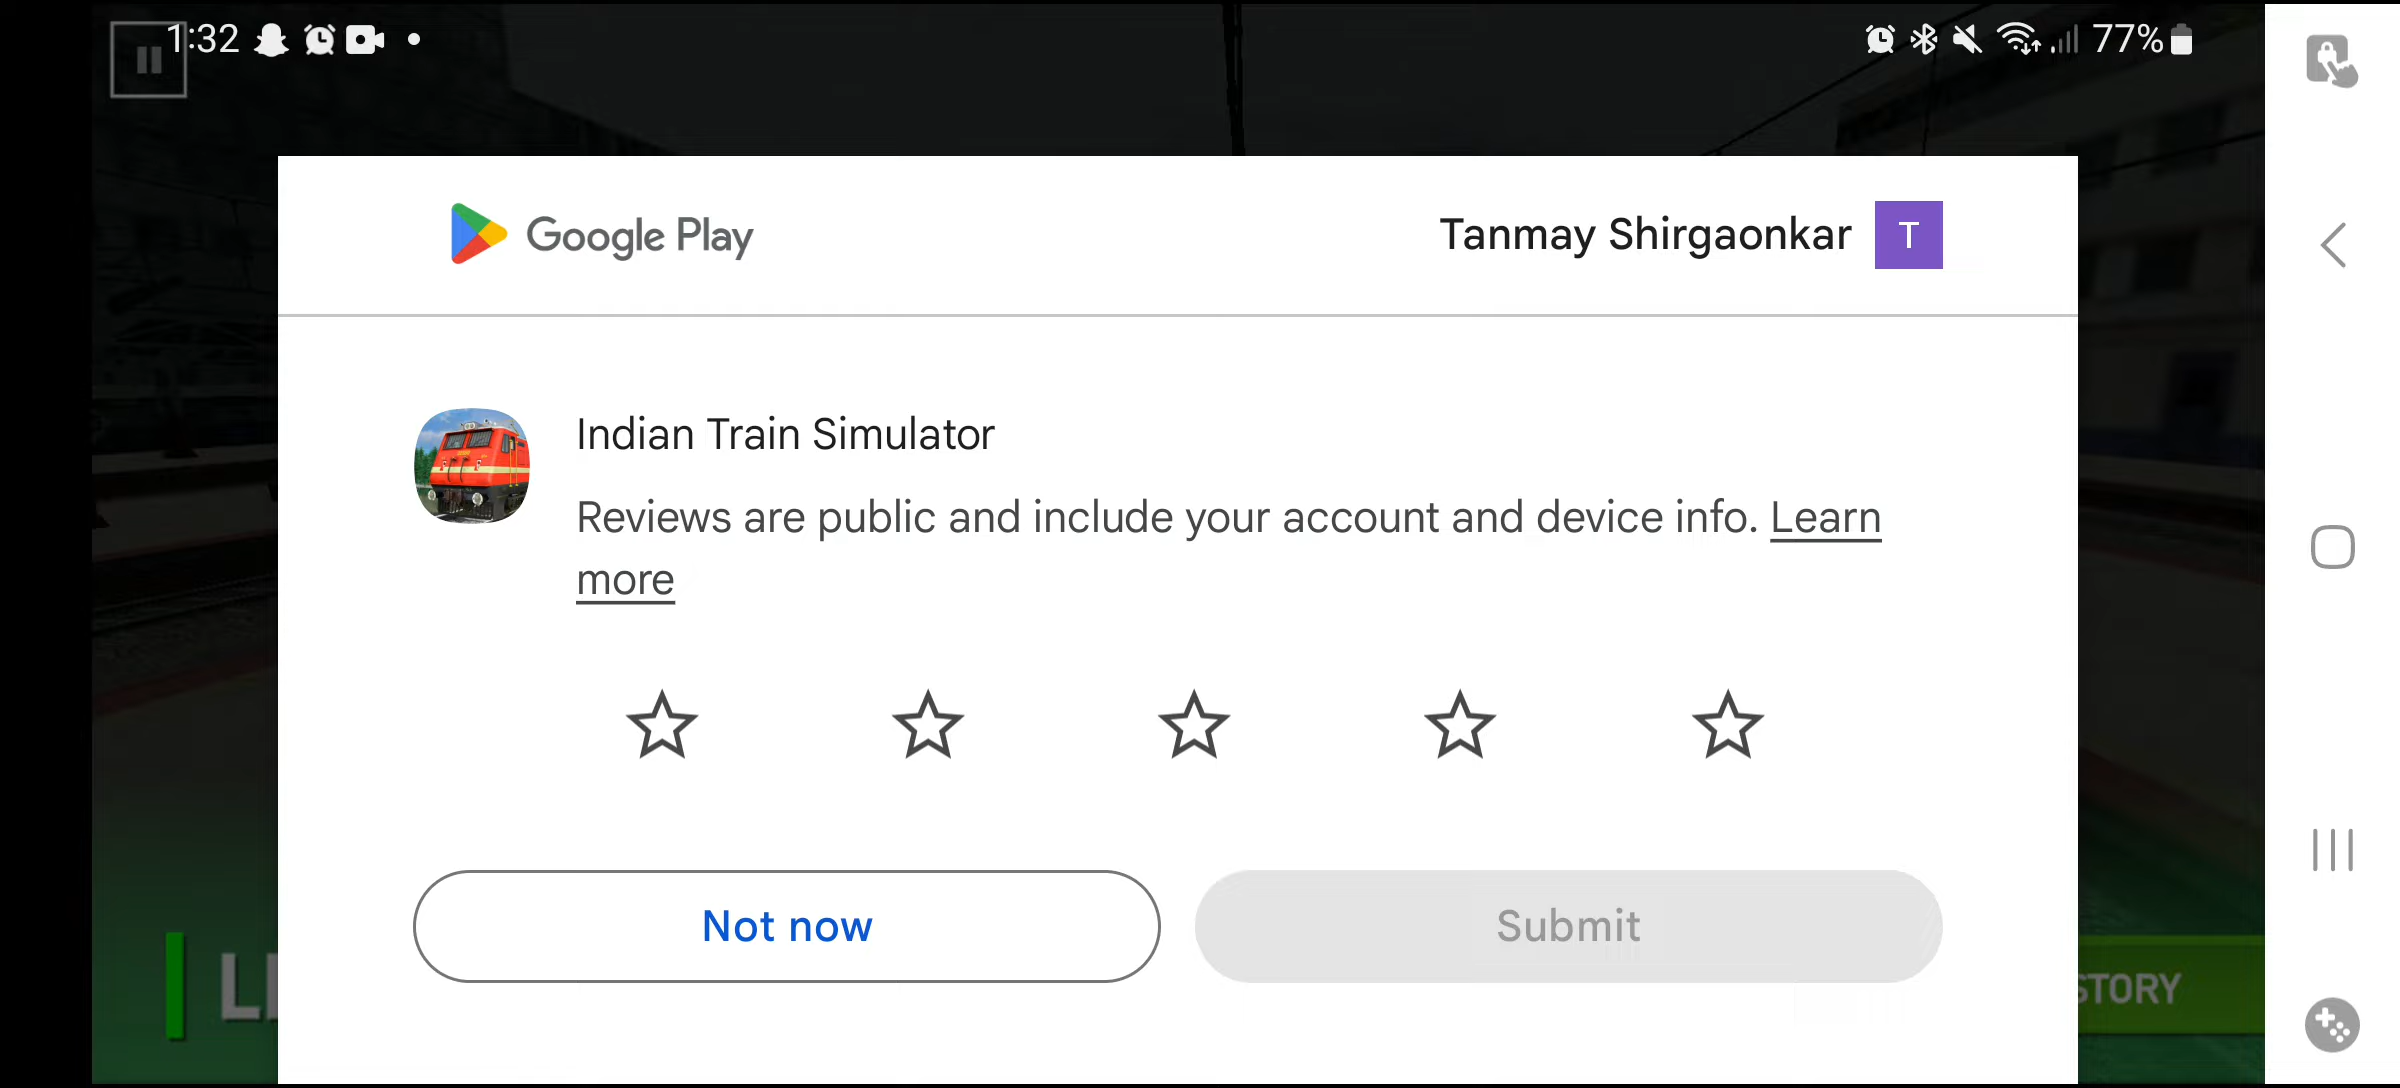 1:32
77%
Google Play
Tanmay Shirgaonkar
T
Indian Train Simulator
Reviews are public and include your account and device info. Learn
more
Not now
Submit
STORY